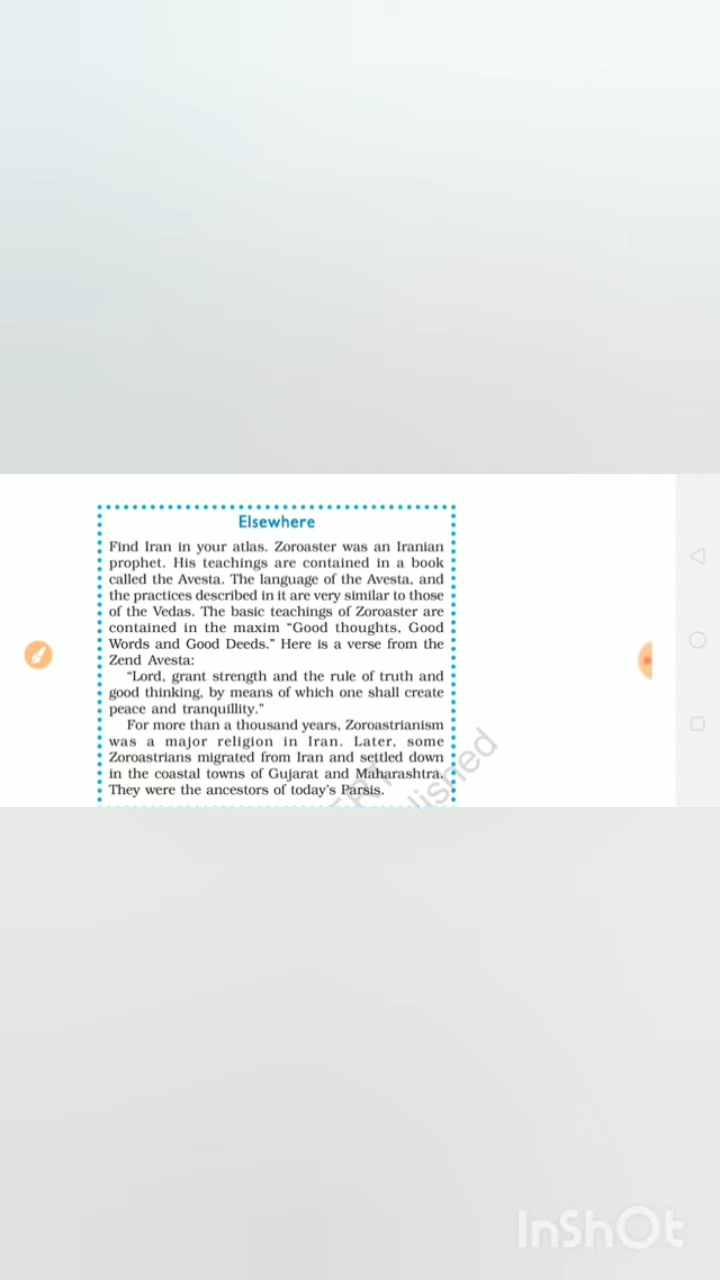 Elsewhere
Find Iran in your atlas. Zoroaster was an Iranian
prophet. His teachings are contained in a book
called the Avesta. The language of the Avesta, and
the practices described in it are very similar to those
of the Vedas. The basic teachings of Zoroaster are
contained in the maxim “Good thoughts, Good
Words and Good Deeds.” Here is a verse from the
Zend Avesta:
“Lord, grant strength and the rule of truth and
good thinking, by means of which one shall create
peace and tranquillity.”
For more than a thousand years, Zoroastrianism
was a major religion in Iran. Later, some
Zoroastrians migrated from Iran and settled down
in the coastal towns of Gujarat and Maharashtra.
They were the ancestors of today’s Parsis.
InShOt